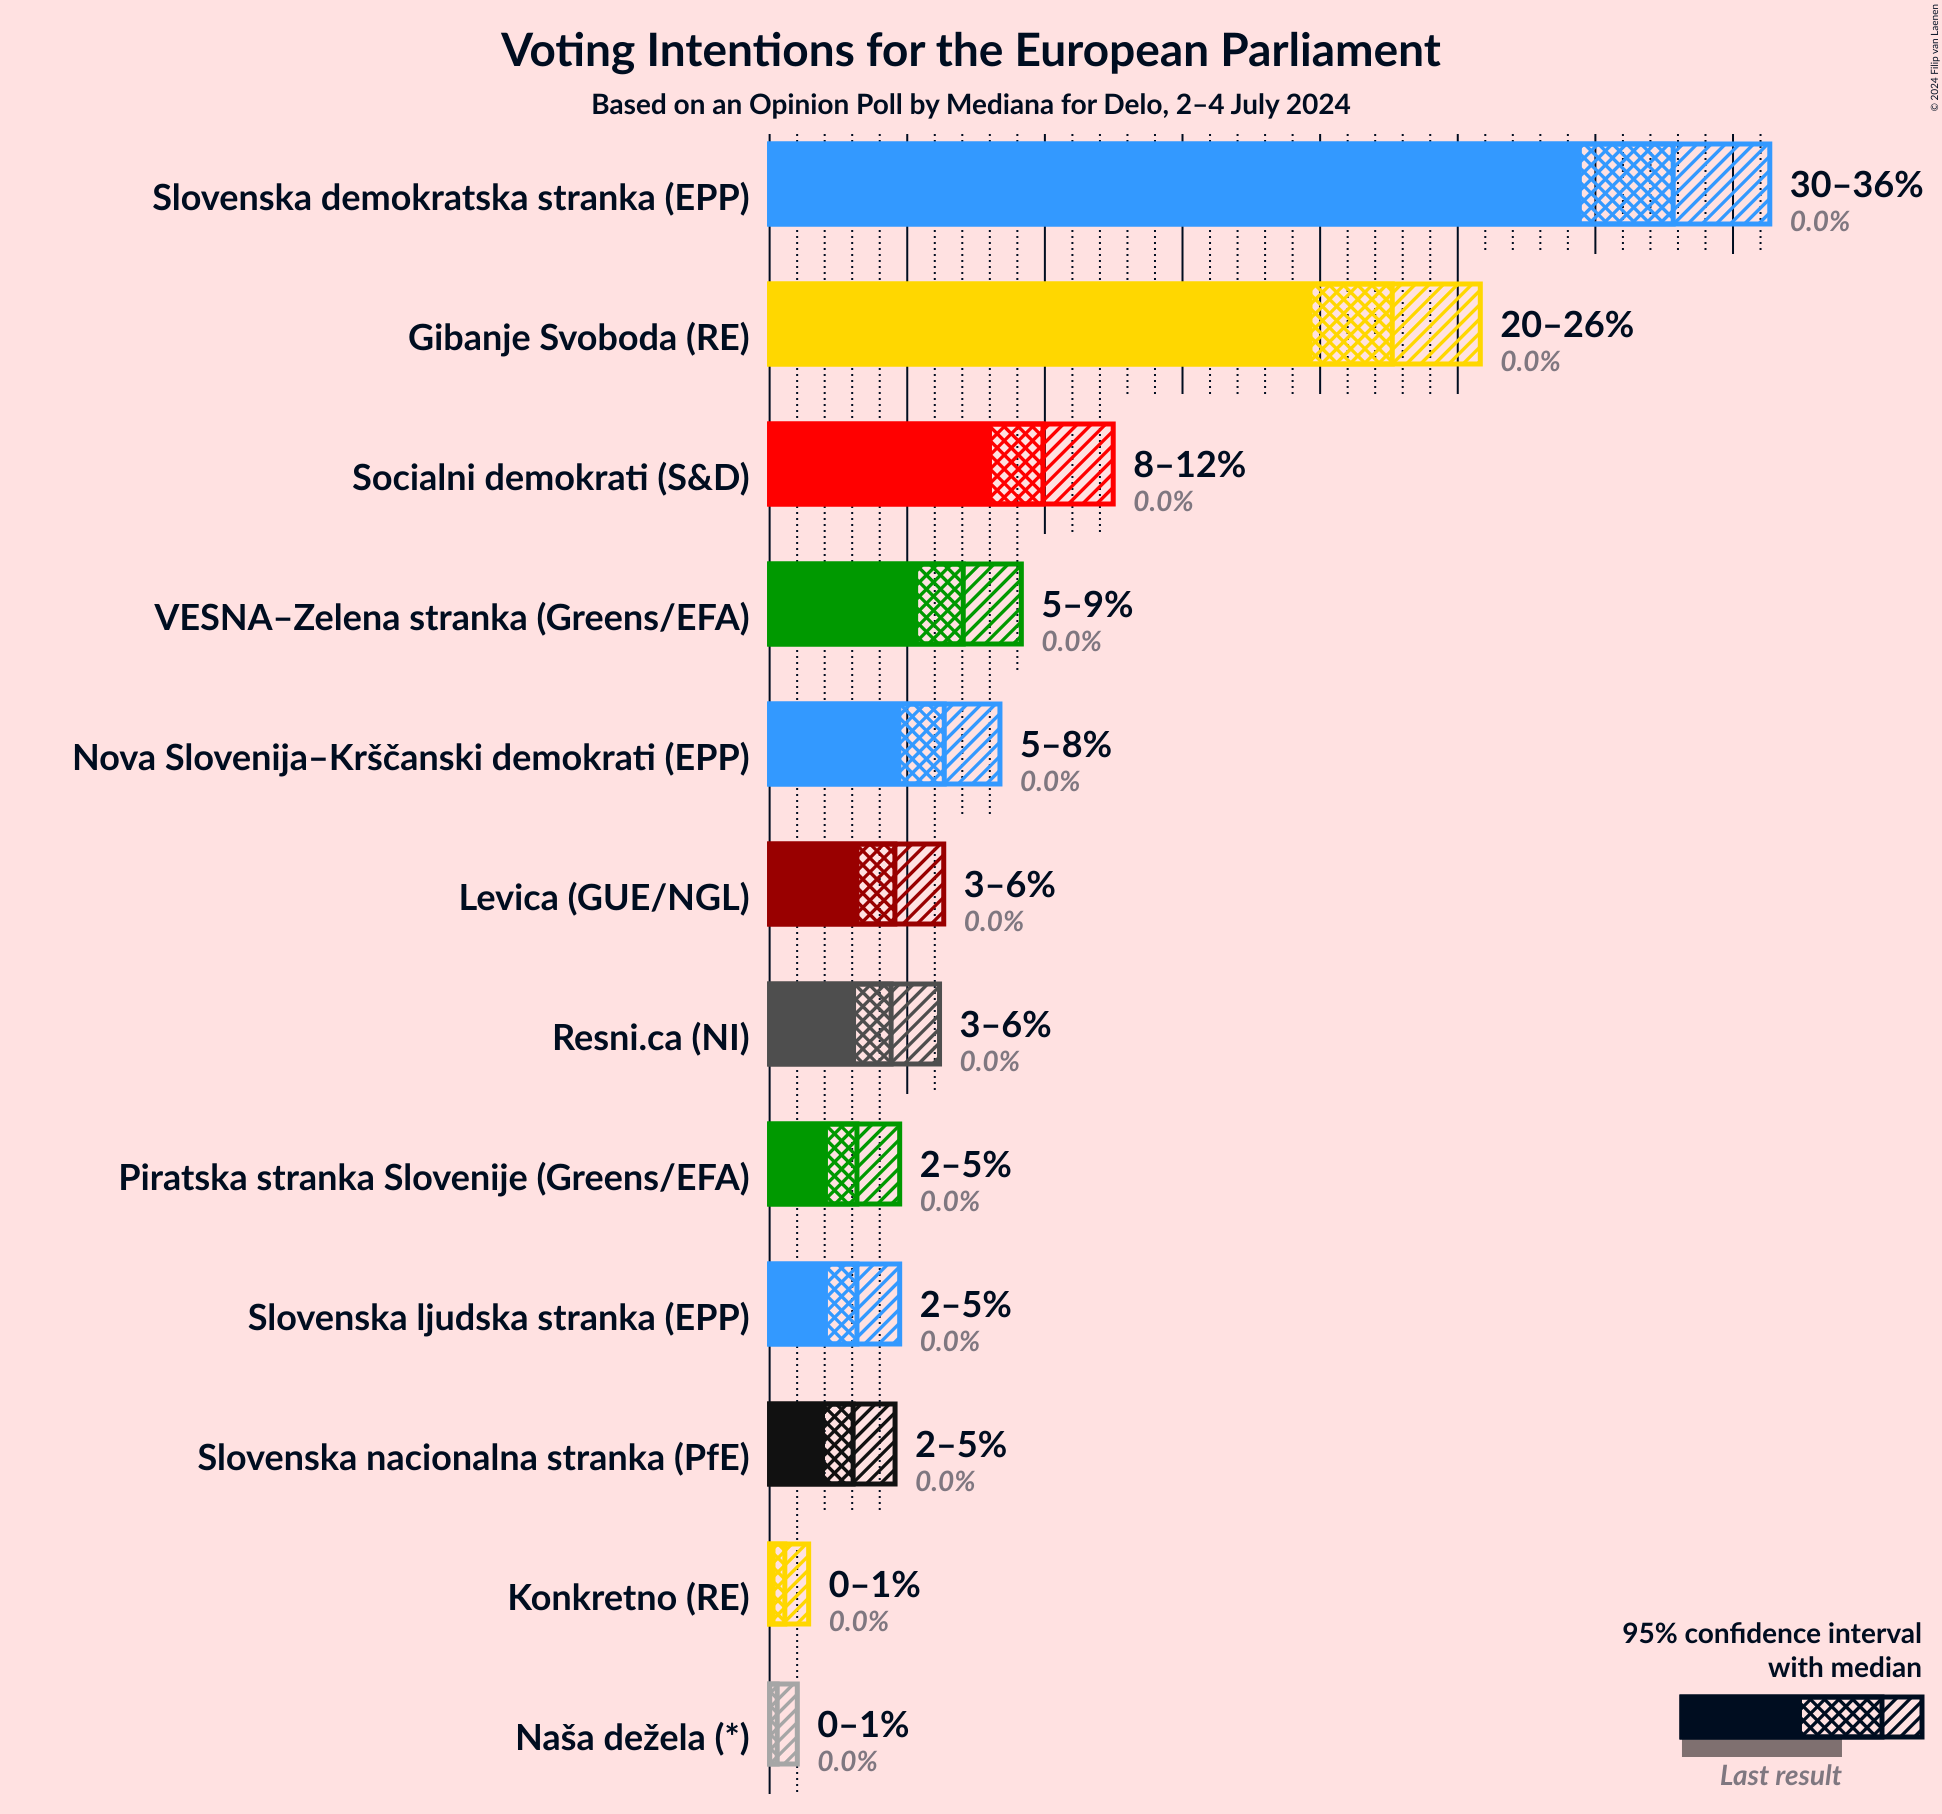 Voting Intentions for the European Parliament
Based on an Opinion Poll by Mediana for Delo, 2–4 July 2024
© 2024 Filip van Laenen
Slovenska demokratska stranka (EPP)
30–36%
0.0%
Gibanje Svoboda (RE)
20–26%
0.0%
Socialni demokrati (S&D)
8–12%
0.0%
VESNA–Zelena stranka (Greens/EFA)
5–9%
0.0%
Nova Slovenija–Krščanski demokrati (EPP)
5–8%
0.0%
Levica (GUE/NGL)
3–6%
0.0%
Resni.ca (NI)
3–6%
0.0%
Piratska stranka Slovenije (Greens/EFA)
2–5%
0.0%
Slovenska ljudska stranka (EPP)
2–5%
0.0%
Slovenska nacionalna stranka (PfE)
2–5%
0.0%
Konkretno (RE)
0–1%
0.0%
Naša dežela (*)
0–1%
0.0%
95% confidence interval
with median
Last result